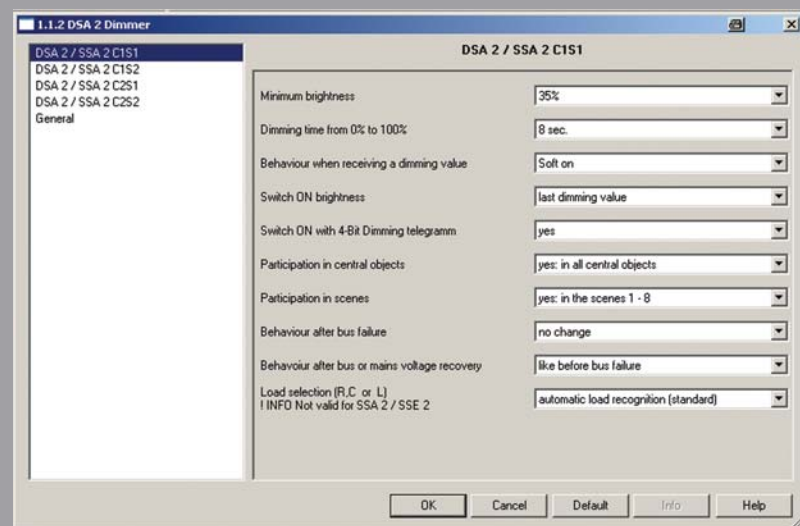 1.1.2 DSA 2 Dimmer
DSA 2 / SSA 2 C1S1
DSA 2 / SSA 2 C1S2
DSA 2 / SSA 2 C2S1
DSA 2 / SSA 2 C2S2
General
DSA 2 / SSA 2 C1S1
Minimum brightness 35%
Dimming time from 0% to 100% 8 sec.
Behaviour when receiving a dimming value Soft on
Switch ON brightness last dimming value
Switch ON with 4-Bit Dimming telegramm yes
Participation in central objects yes: in all central objects
Participation in scenes yes: in the scenes 1 - 8
Behaviour after bus failure no change
Behavoiur after bus or mains voltage recovery like before bus failure
Load selection (R,C or L)
! INFO Not valid for SSA 2 / SSE 2 automatic load recognition (standard)
OK Cancel Default Info Help